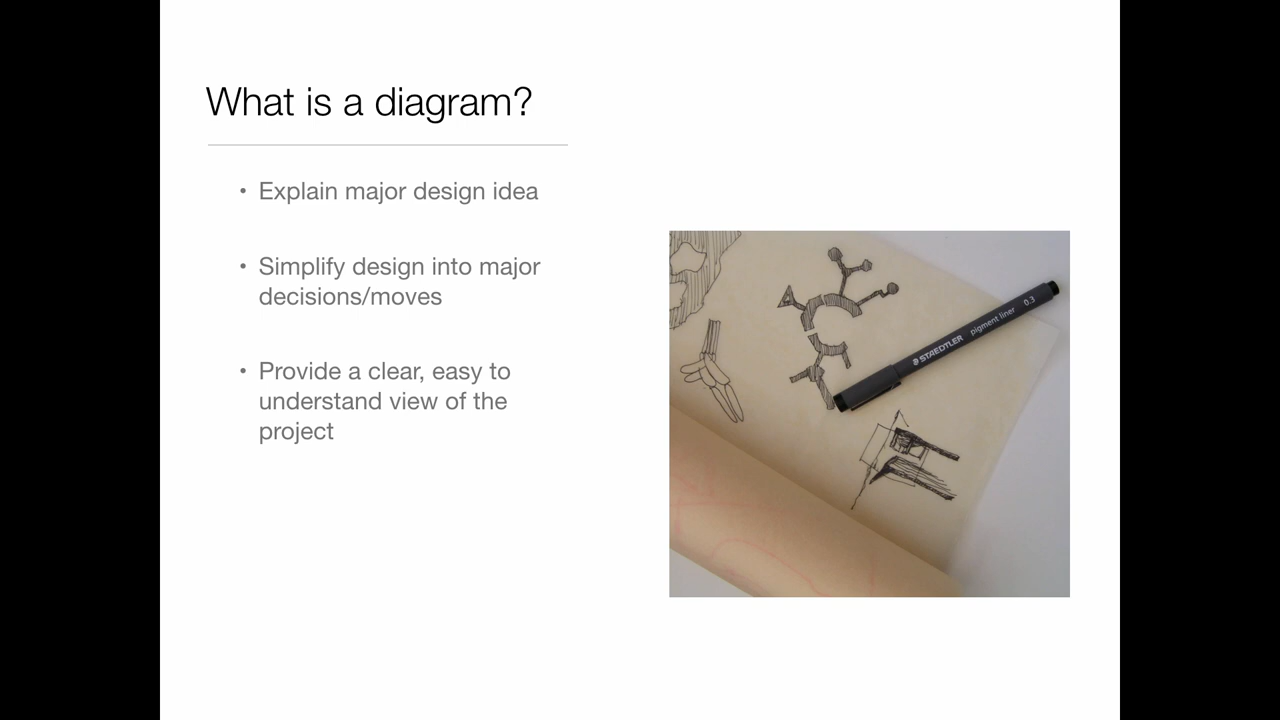 What is a diagram?
• Explain major design idea
• Simplify design into major
decisions/moves
• Provide a clear, easy to
understand view of the
project
STAEDTLER pigment liner 0.3